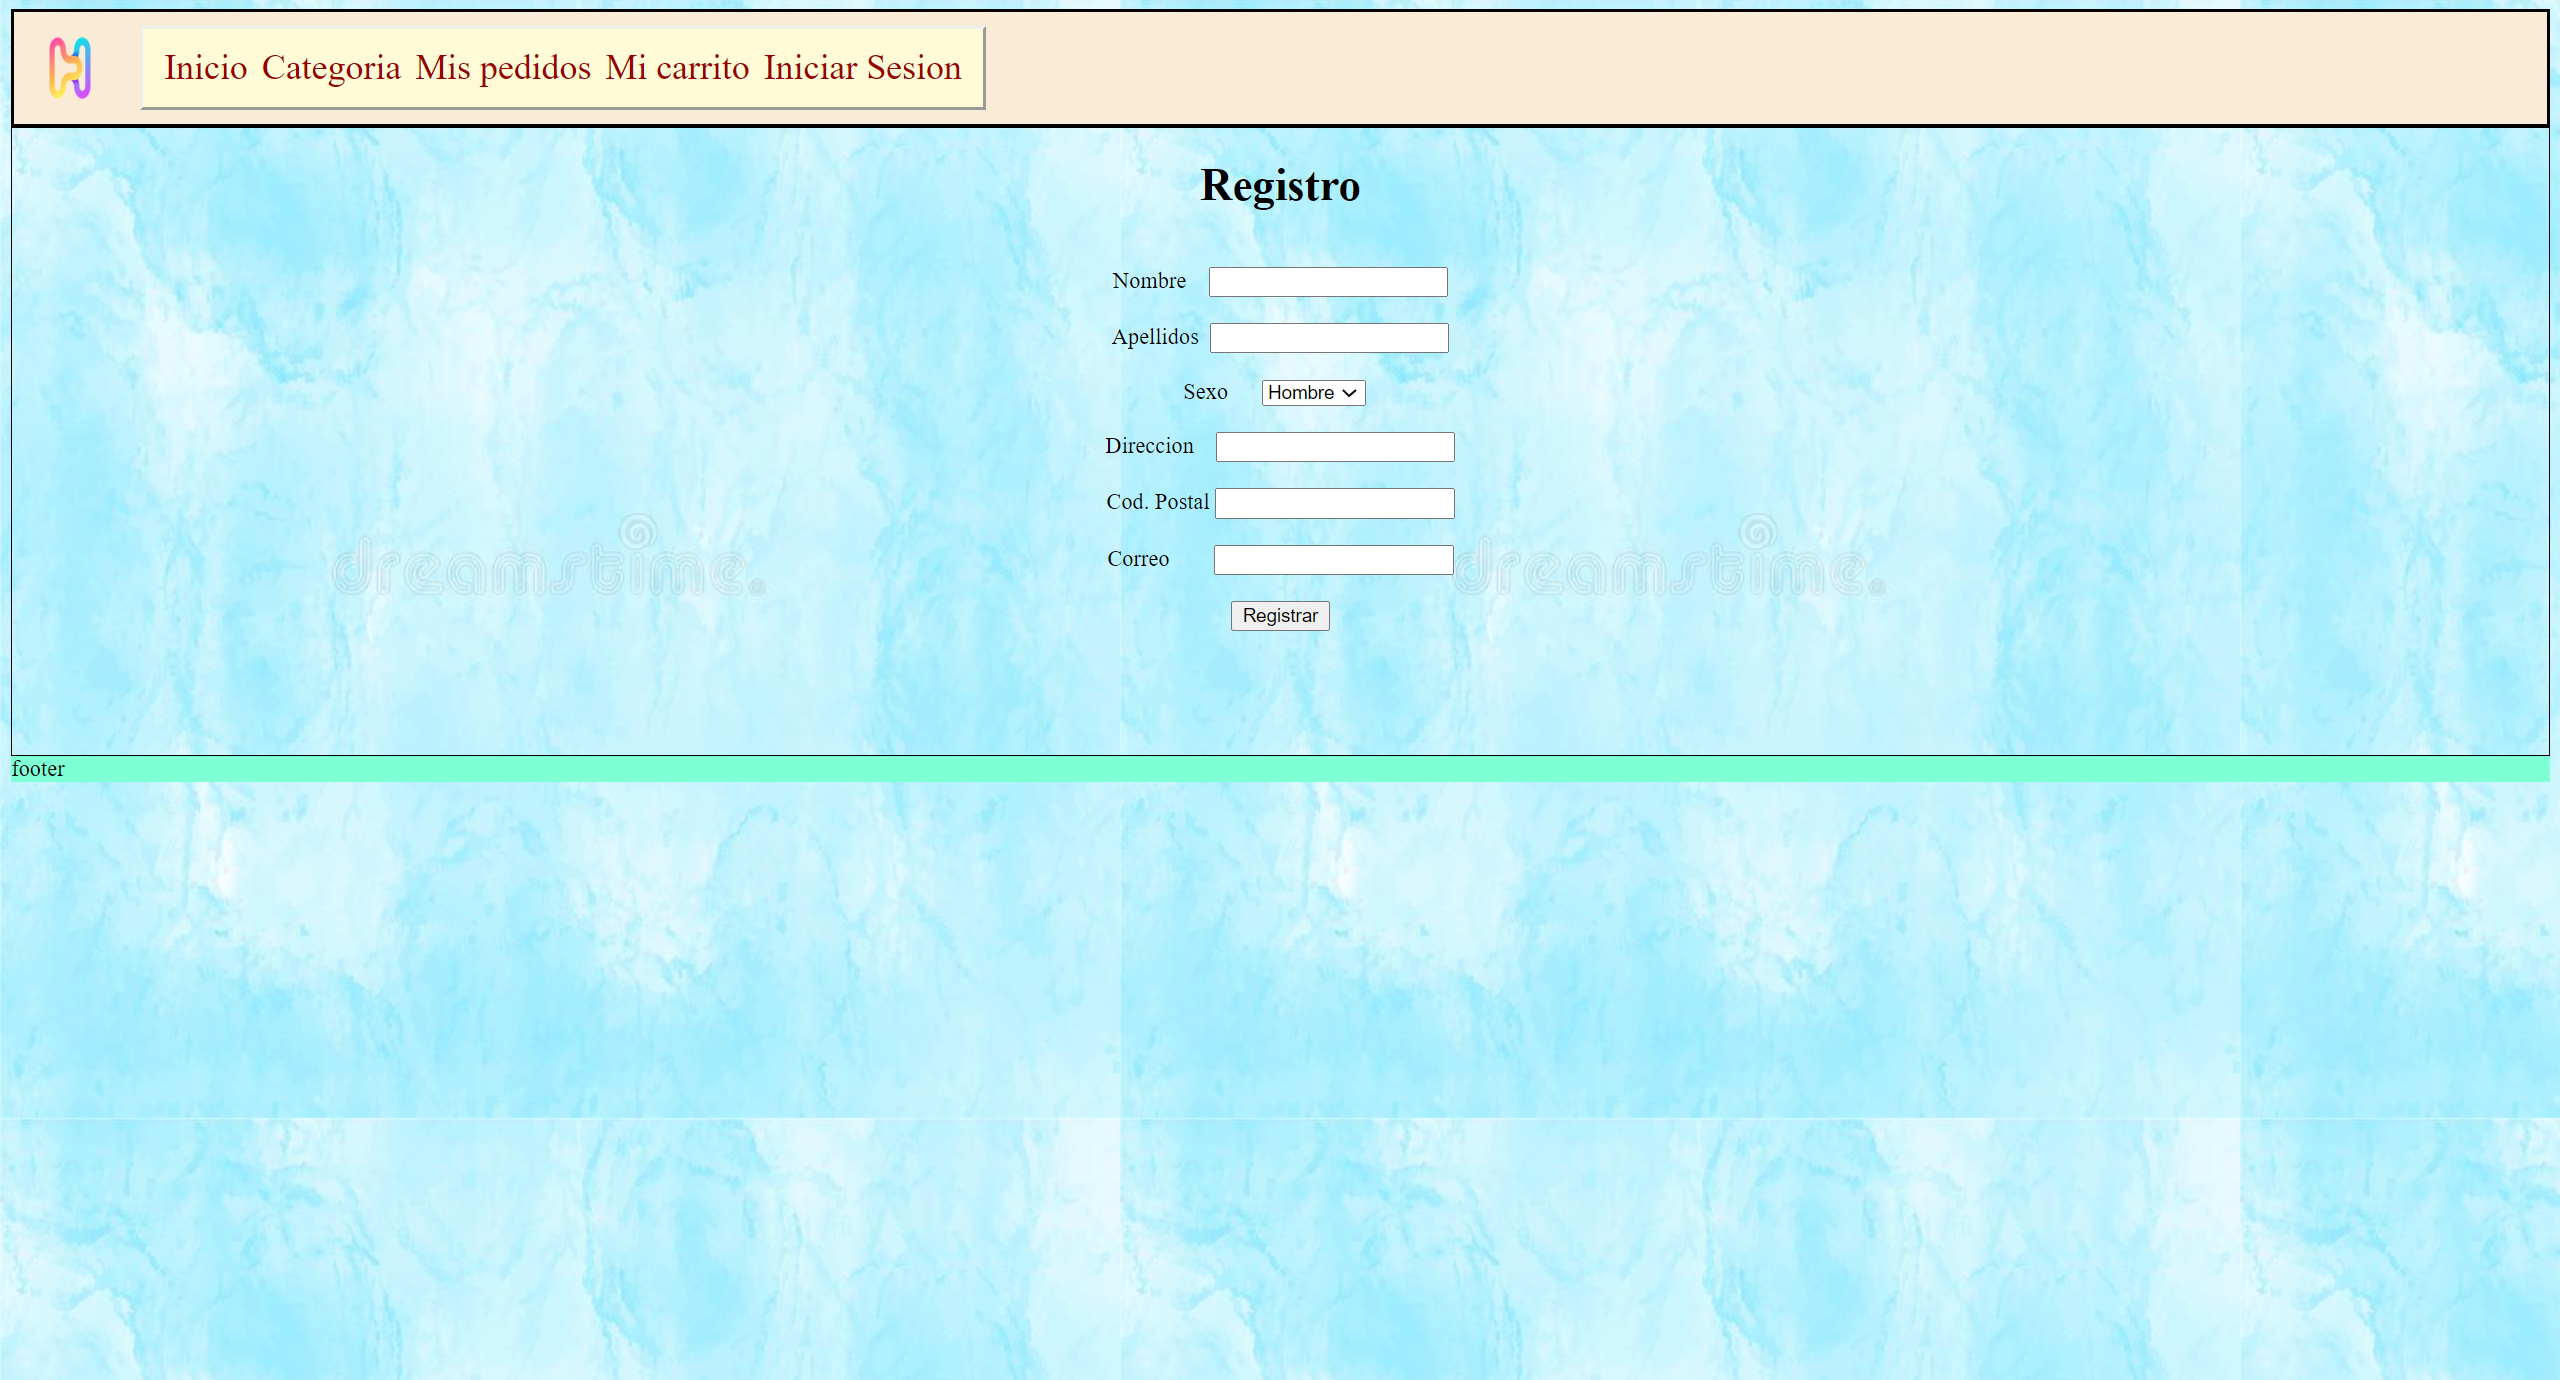 Inicio Categoria Mis pedidos Mi carrito Iniciar Sesion
Registro
Nombre
Apellidos
Sexo Hombre
Direccion
Cod. Postal
Correo
dreamstime. dreamstime.
Registrar
footer